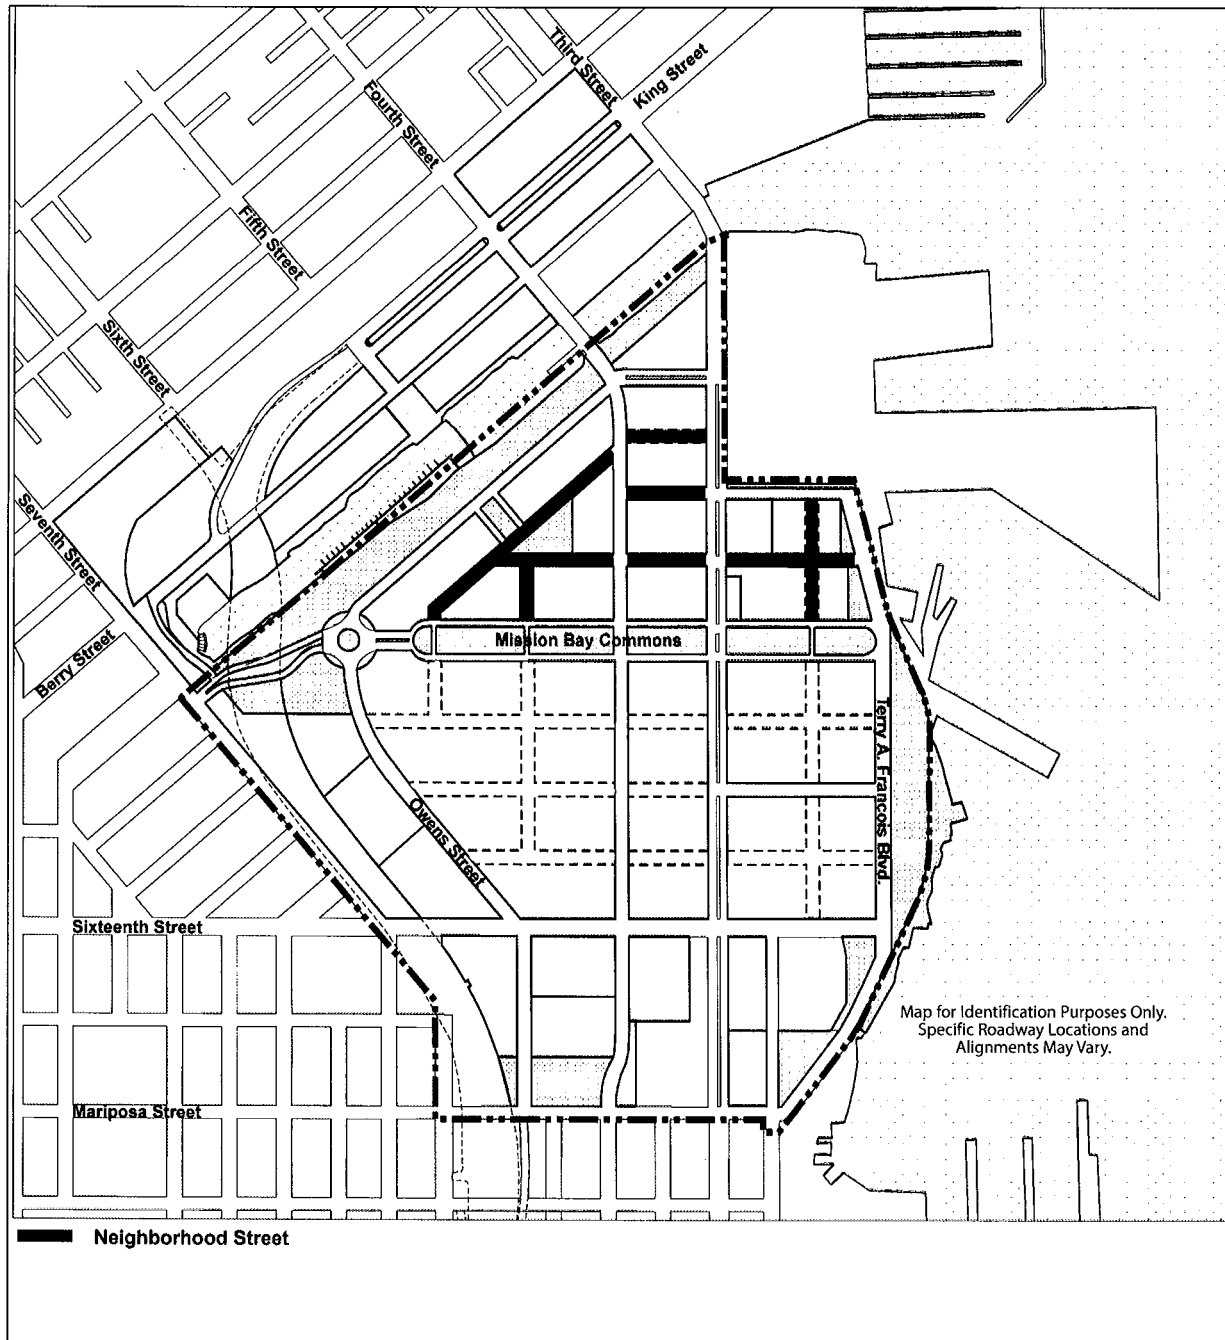 Third Street
King Street
Fourth Street
Fifth Street
Sixth Street
Seventh Street
Berry Street
Mission Bay Commons
Terry A. Francois Blvd.
Owens Street
Sixteenth Street
Map for Identification Purposes Only.
Specific Roadway Locations and
Alignments May Vary.
Mariposa Street
Neighborhood Street